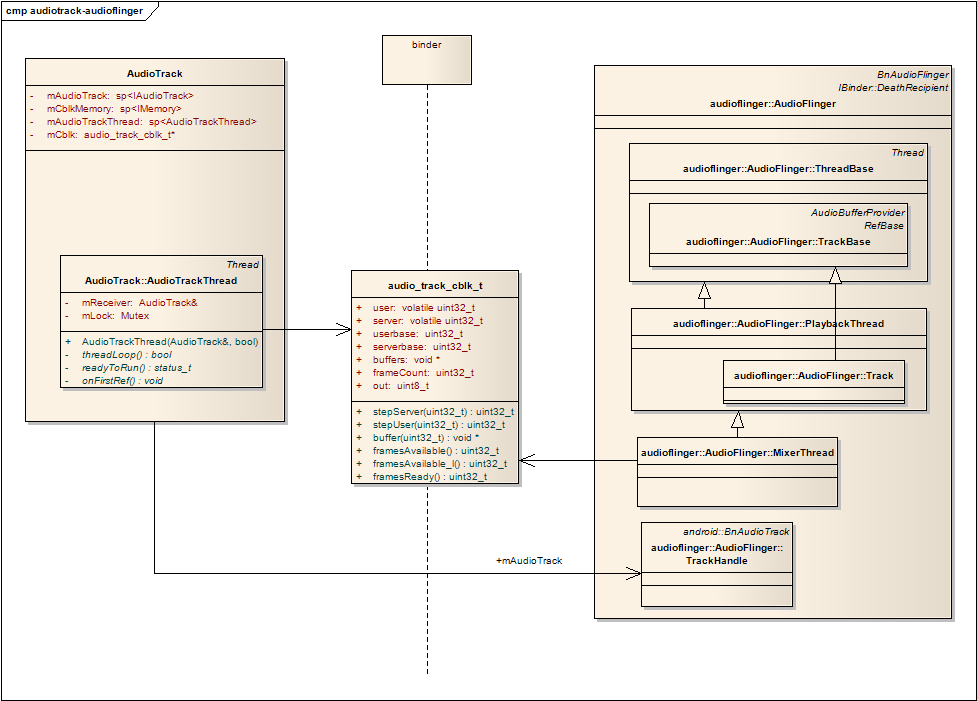 cmp audiotrack-audioflinger
binder
AudioTrack
- mAudioTrack: sp<IAudioTrack>
- mCblkMemory: sp<IMemory>
- mAudioTrackThread: sp<AudioTrackThread>
- mCblk: audio_track_cblk_t*
Thread
AudioTrack::AudioTrackThread
- mReceiver: AudioTrack&
- mLock: Mutex
+ AudioTrackThread(AudioTrack&, bool)
- threadLoop() : bool
- readyToRun() : status_t
- onFirstRef() : void
audio_track_cblk_t
+ user: volatile uint32_t
+ server: volatile uint32_t
+ userbase: uint32_t
+ serverbase: uint32_t
+ buffers: void *
+ frameCount: uint32_t
+ out: uint8_t
+ stepServer(uint32_t) : uint32_t
+ stepUser(uint32_t) : uint32_t
+ buffer(uint32_t) : void *
+ framesAvailable() : uint32_t
+ framesAvailable_l() : uint32_t
+ framesReady() : uint32_t
BnAudioFlinger
IBinder::DeathRecipient
audioflinger::AudioFlinger
Thread
audioflinger::AudioFlinger::ThreadBase
AudioBufferProvider
RefBase
audioflinger::AudioFlinger::TrackBase
audioflinger::AudioFlinger::PlaybackThread
audioflinger::AudioFlinger::Track
audioflinger::AudioFlinger::MixerThread
android::BnAudioTrack
audioflinger::AudioFlinger::
TrackHandle
+mAudioTrack